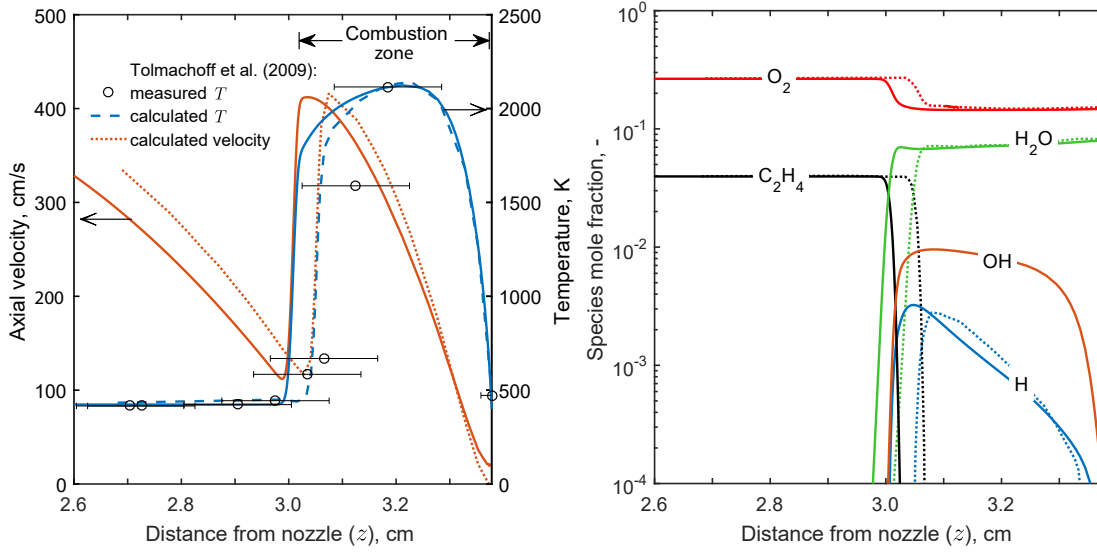 500
400
300
200
100
0
Axial velocity, cm/s
2.6
2.8
3.0
3.2
Distance from nozzle (z), cm
2500
2000
1500
1000
500
0
Temperature, K
Combustion
zone
Tolmachoff et al. (2009):
measured T
calculated T
calculated velocity
10^0
10^-1
10^-2
10^-3
10^-4
Species mole fraction, -
2.6
2.8
3.0
3.2
Distance from nozzle (z), cm
O2
H2O
C2H4
OH
H